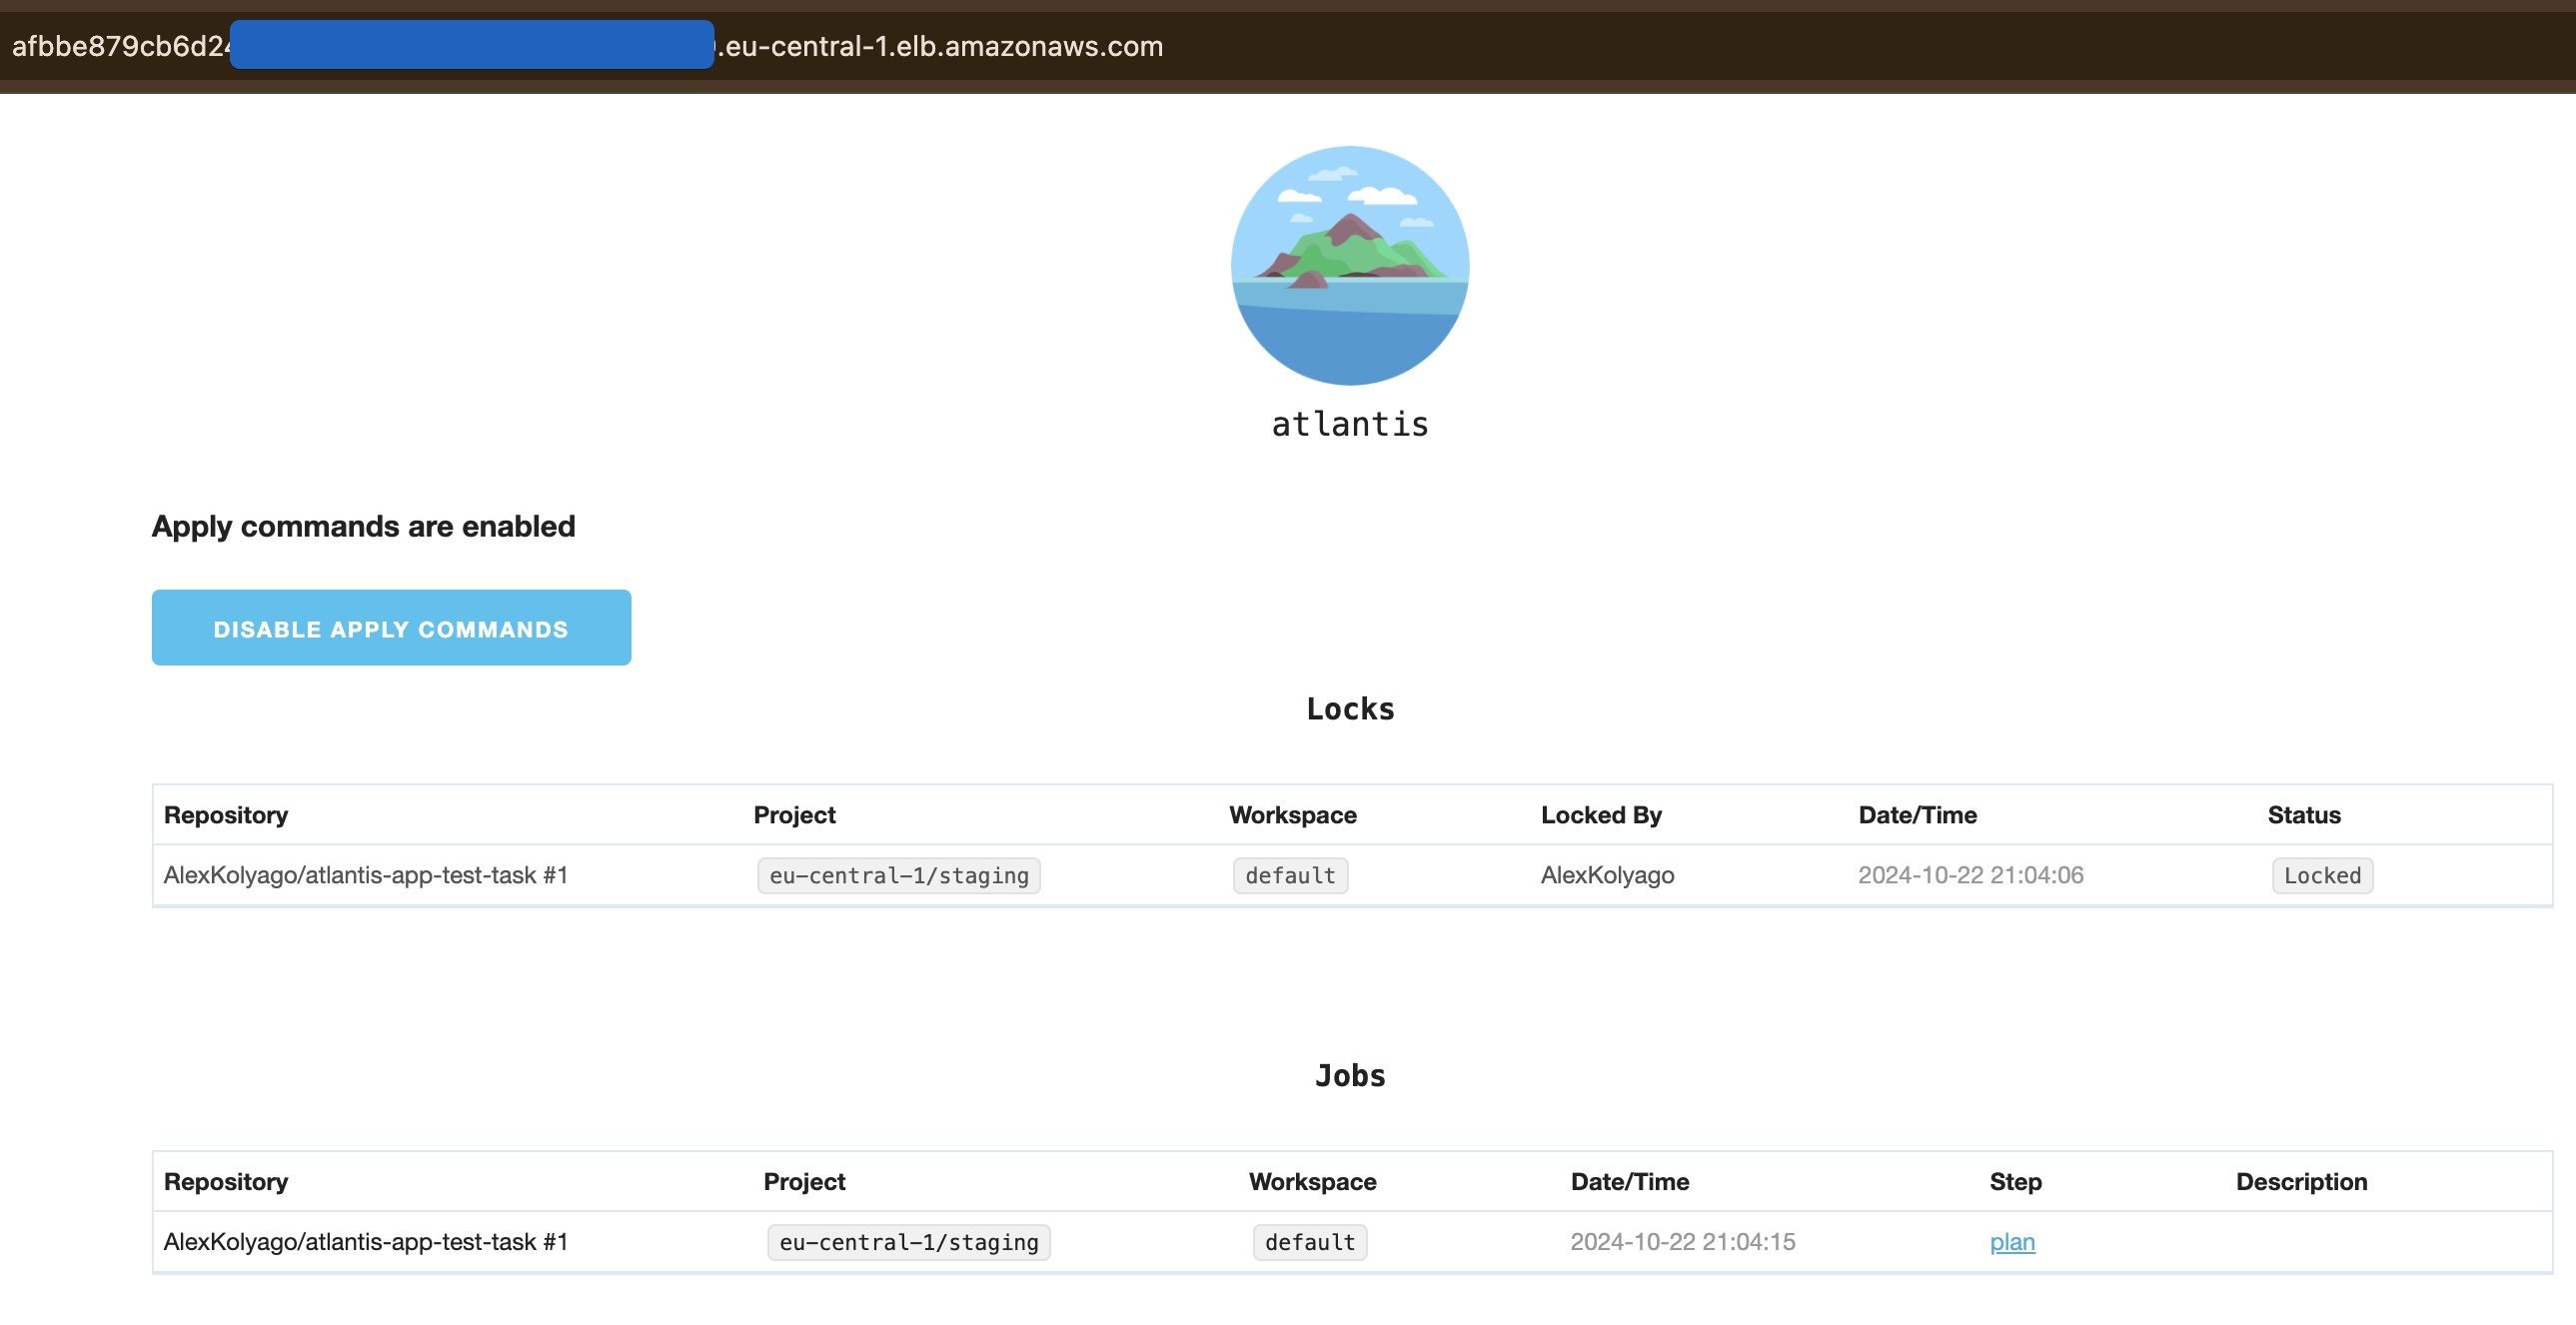 afbbe879cb6d24 .eu-central-1.elb.amazonaws.com
atlantis
Apply commands are enabled
DISABLE APPLY COMMANDS
Locks
Repository Project Workspace Locked By Date/Time Status
AlexKolyago/atlantis-app-test-task #1 eu-central-1/staging default AlexKolyago 2024-10-22 21:04:06 Locked
Jobs
Repository Project Workspace Date/Time Step Description
AlexKolyago/atlantis-app-test-task #1 eu-central-1/staging default 2024-10-22 21:04:15 plan